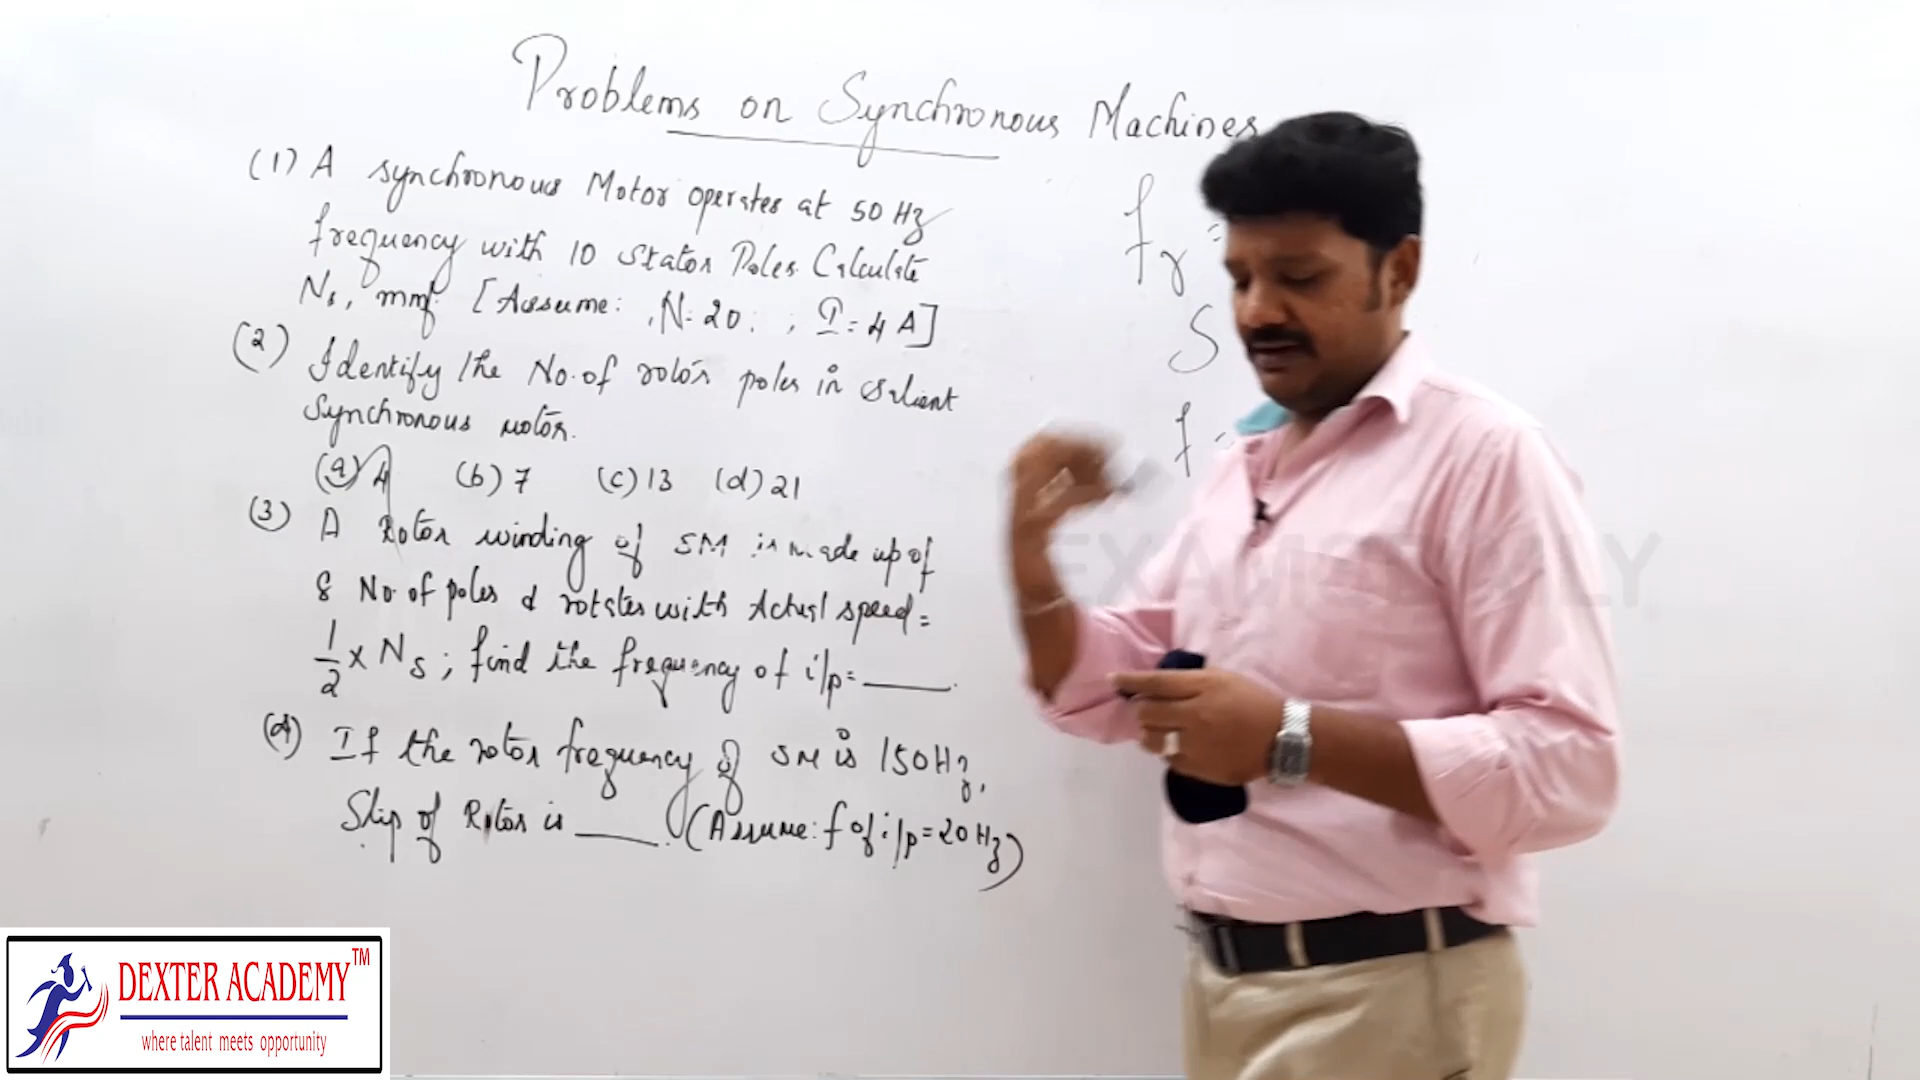 Problems on Synchronous Machines
(1) A synchronous Motor operates at 50 Hz
frequency with 10 Stator Poles. Calculate
Ns, mmf. [Assume: N=20; I=4A]
(2) Identify the No. of rotor poles in salient
Synchronous motor.
(a) 4 (b) 7 (c) 13 (d) 21
(3) A Rotor winding of SM is made up of
8 No. of poles & rotates with Actual speed=
1/2 x Ns; find the frequency of i/p= ____.
(4) If the rotor frequency of SM is 150Hz,
Slip of Rotor is ____. (Assume: f of i/p=20Hz)
fr =
S
f =
EXAMSDAILY
DEXTER ACADEMY™
where talent meets opportunity